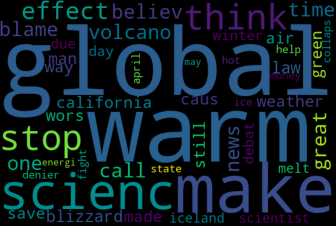 effect believ think time
blame volcano air green
due winter
man day april help collaps
way global may hot law
california caus weather
wors money
stop warm ice news debat great
one call still melt
energi fight state
denier
scienc make
save blizzard made iceland scientist